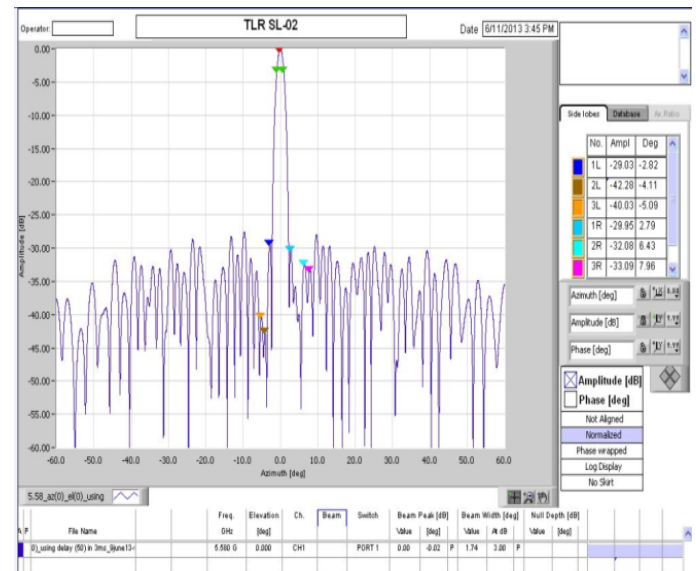 Operator:
TLR SL-02
Date 6/11/2013 3:45 PM
0.00
-5.00
-10.00
-15.00
-20.00
-25.00
-30.00
-35.00
-40.00
-45.00
-50.00
-55.00
-60.00
Amplitude [dB]
-60.0 -50.0 -40.0 -30.0 -20.0 -10.0 0.0 10.0 20.0 30.0 40.0 50.0 60.0
Azimuth [deg]
5.58_az(0)_el(0)_using
Side lobes Database Ax Ratio
No. Ampl Deg
1L -29.03 -2.82
2L -42.28 -4.11
3L -40.03 -5.09
1R -29.95 2.79
2R -32.08 6.43
3R -33.09 7.96
Azimuth [deg]
Amplitude [dB]
Phase [deg]
Amplitude [dB]
Phase [deg]
Not Aligned
Normalized
Phase wrapped
Log Display
No Skirt
Freq. Elevation Ch. Beam Switch Beam Peak [dB] Beam Width [deg] Null Depth [dB]
A P File Name GHz [deg] Value [deg] Value At dB Value [deg]
0)_using delay (50) in 3ms_9june13- 5.580 G 0.000 CH1 PORT 1 0.00 -0.02 P 1.74 3.00 P